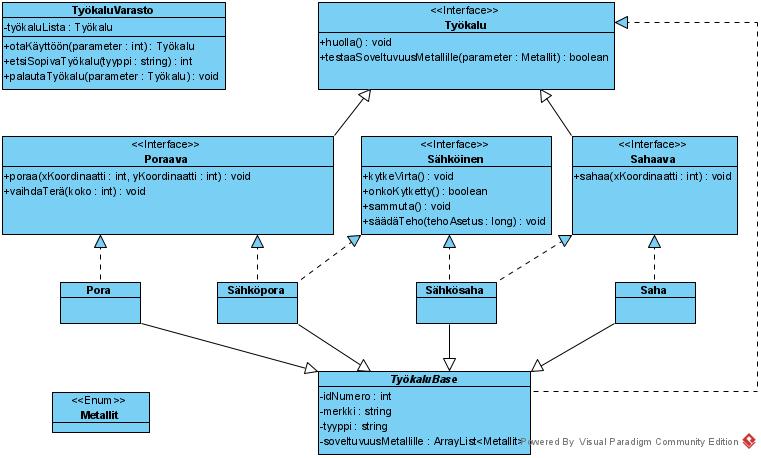 TyökaluVarasto
-työkaluLista : Työkalu
+otaKäyttöön(parameter : int) : Työkalu
+etsiSopivaTyökalu(tyyppi : string) : int
+palautaTyökalu(parameter : Työkalu) : void
<<Interface>>
Työkalu
+huolla() : void
+testaaSoveltuvuusMetallille(parameter : Metallit) : boolean
<<Interface>>
Poraava
+poraa(xKoordinaatti : int, yKoordinaatti : int) : void
+vaihdaTerä(koko : int) : void
<<Interface>>
Sähköinen
+kytkeVirta() : void
+onkoKytketty() : boolean
+sammuta() : void
+säädäTeho(tehoAsetus : long) : void
<<Interface>>
Sahaava
+sahaa(xKoordinaatti : int) : void
Pora
Sähköpora
Sähkösaha
Saha
TyökaluBase
-idNumero : int
-merkki : string
-tyyppi : string
-soveltuvuusMetallille : ArrayList<Metallit>
<<Enum>>
Metallit
Powered By Visual Paradigm Community Edition